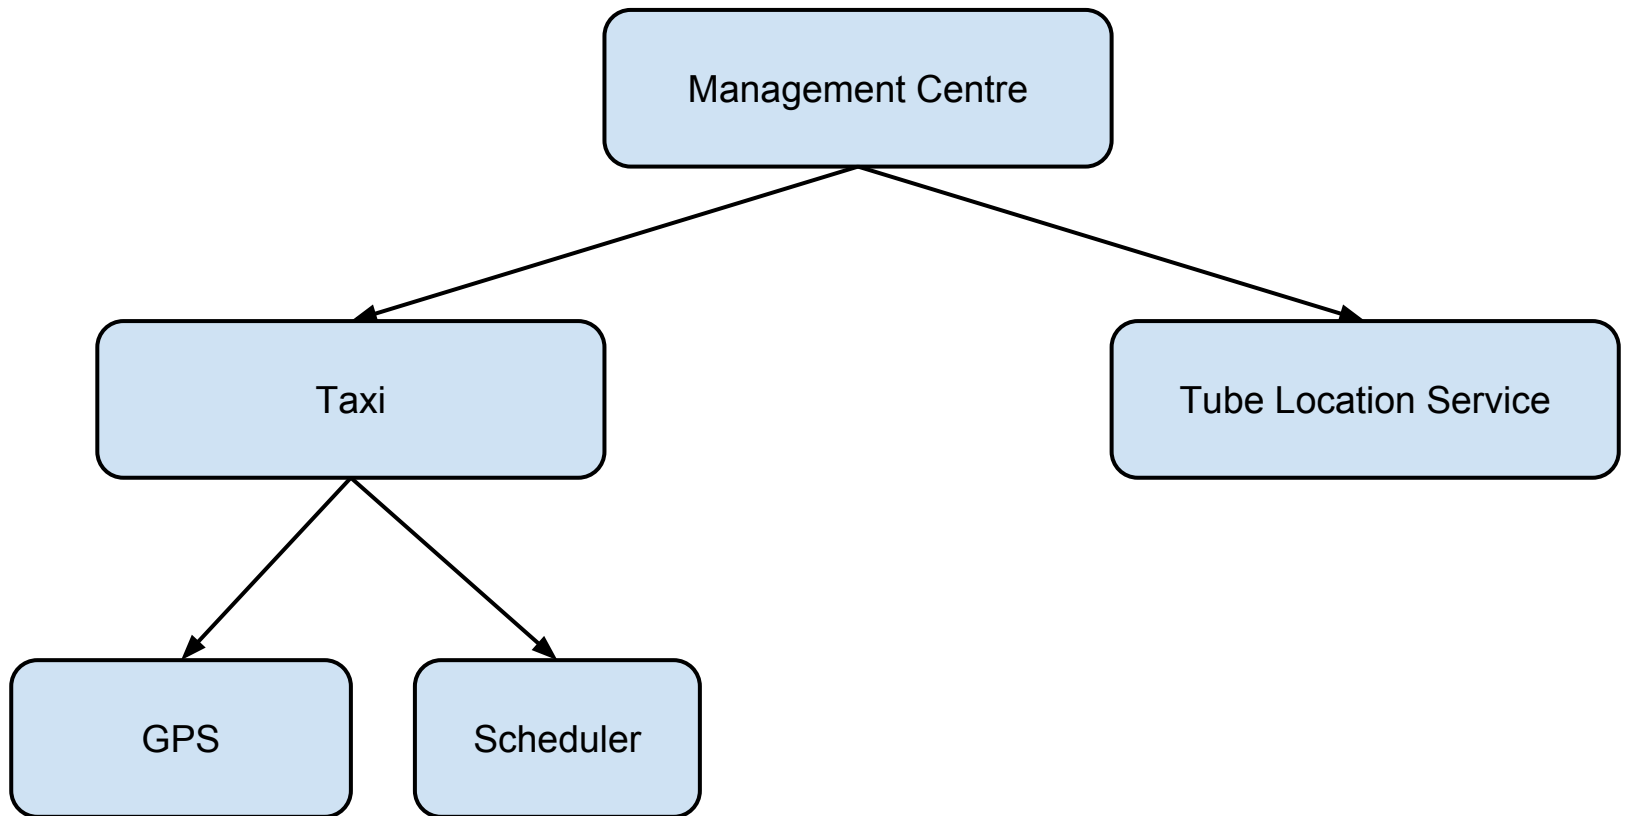 Management Centre
Taxi
Tube Location Service
GPS
Scheduler